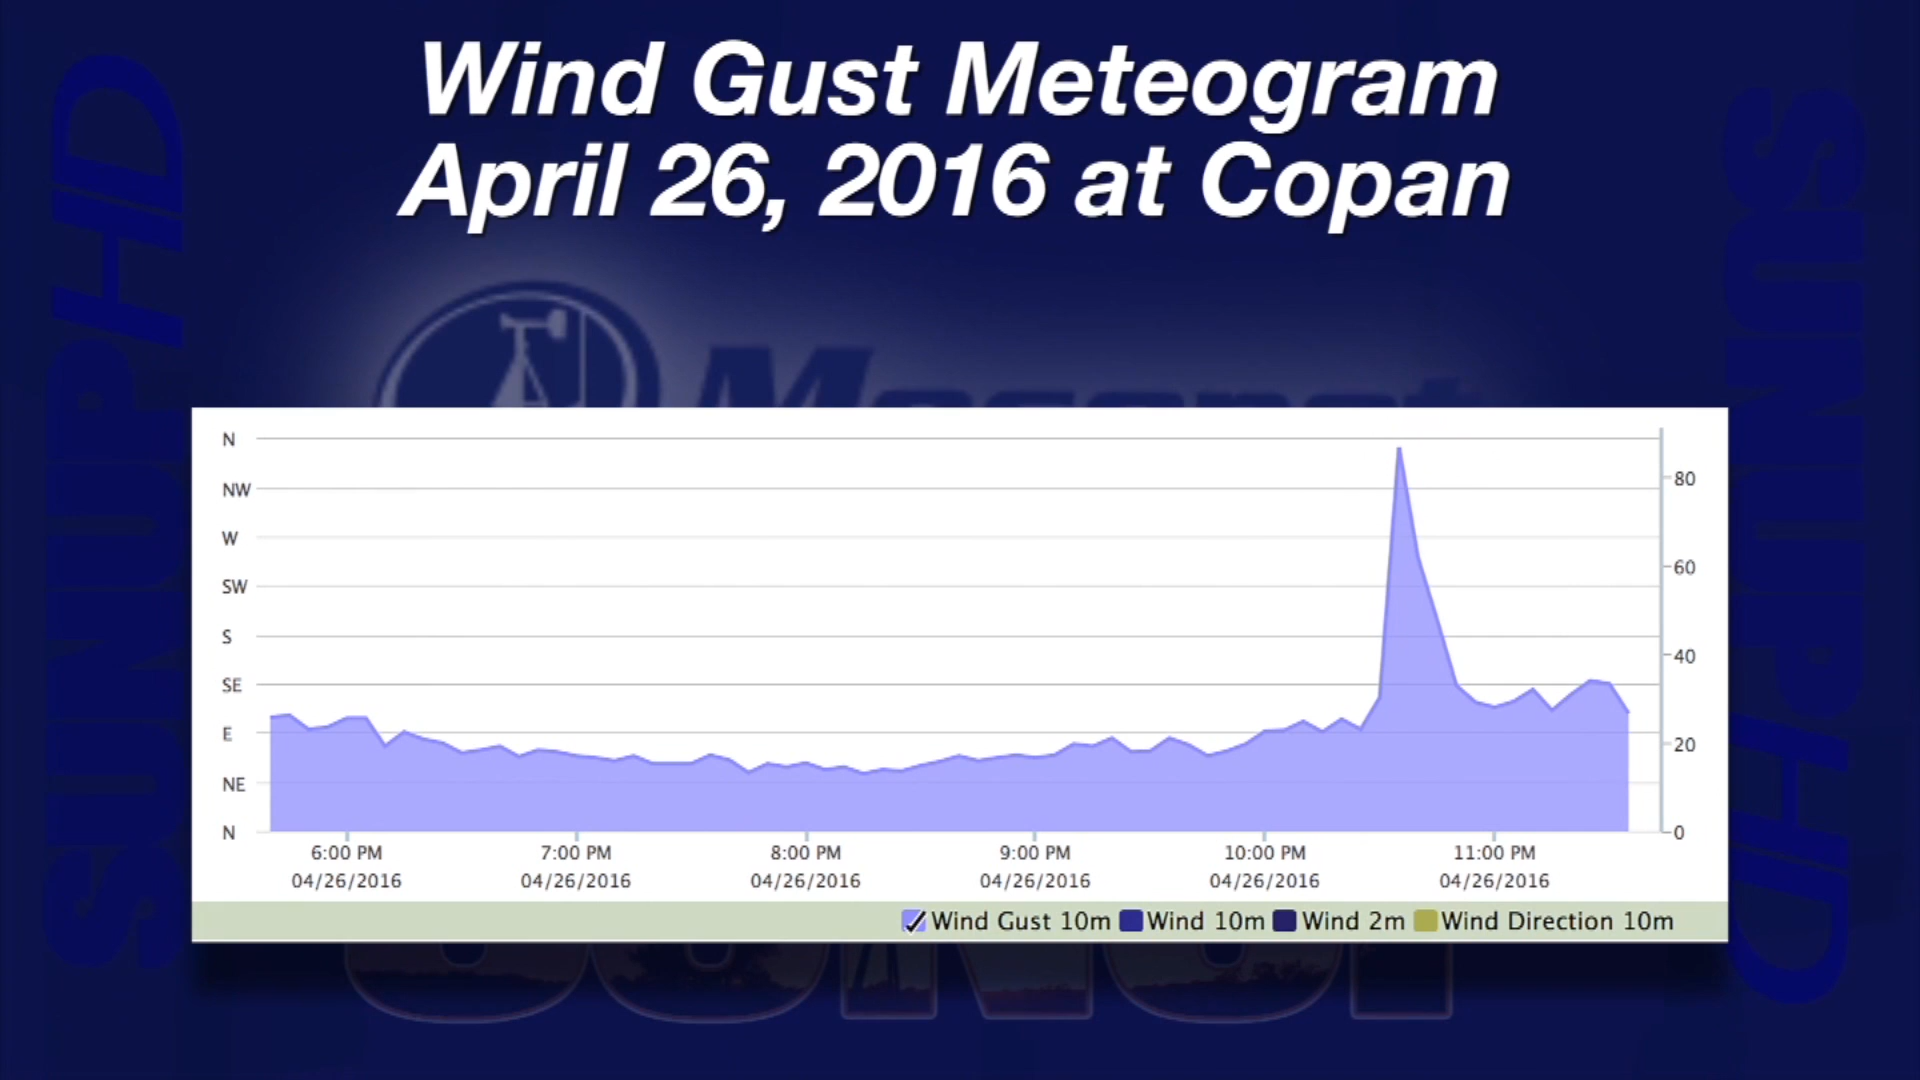 Wind Gust Meteogram
April 26, 2016 at Copan
SUNUPHD
SUNUPHD
Mesonet
N
NW
W
SW
S
SE
E
NE
N
80
60
40
20
0
6:00 PM 7:00 PM 8:00 PM 9:00 PM 10:00 PM 11:00 PM
04/26/2016 04/26/2016 04/26/2016 04/26/2016 04/26/2016 04/26/2016
Wind Gust 10m Wind 10m Wind 2m Wind Direction 10m